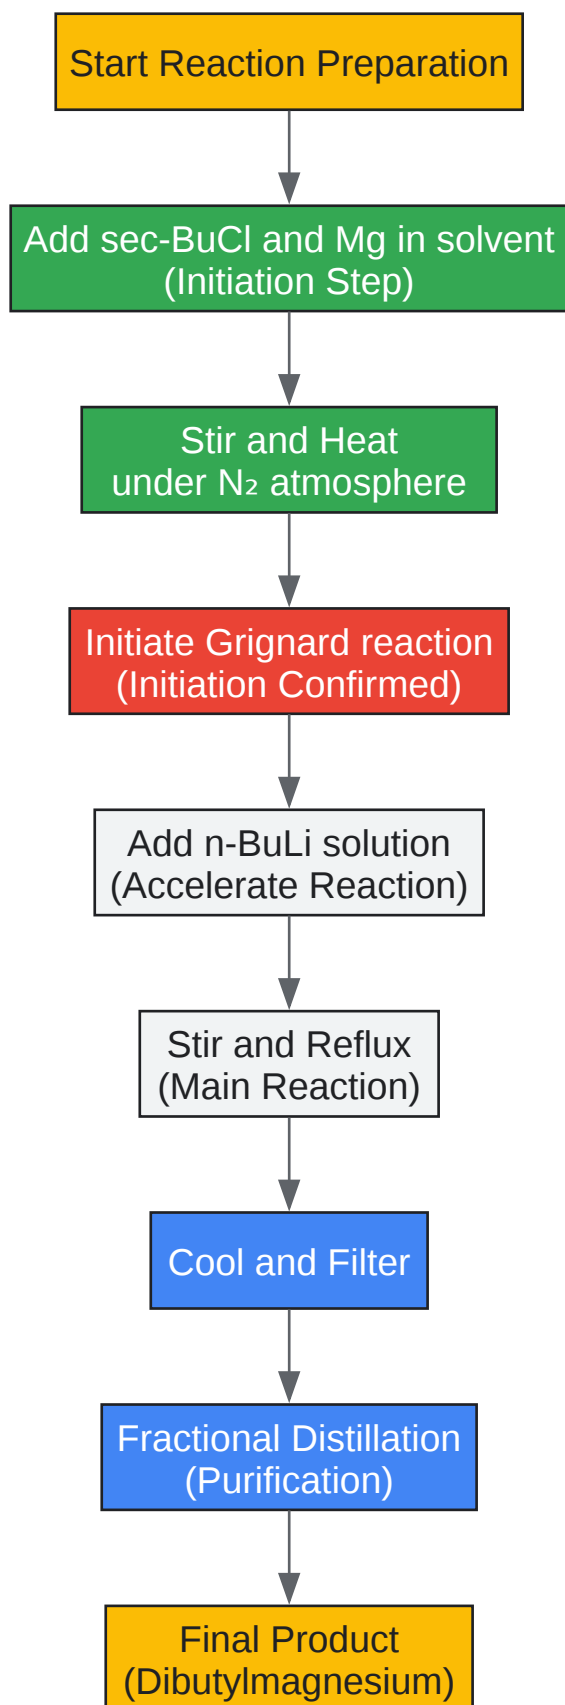 Start Reaction Preparation
Add sec-BuCl and Mg in solvent
(Initiation Step)
Stir and Heat
under N₂ atmosphere
Initiate Grignard reaction
(Initiation Confirmed)
Add n-BuLi solution
(Accelerate Reaction)
Stir and Reflux
(Main Reaction)
Cool and Filter
Fractional Distillation
(Purification)
Final Product
(Dibutylmagnesium)